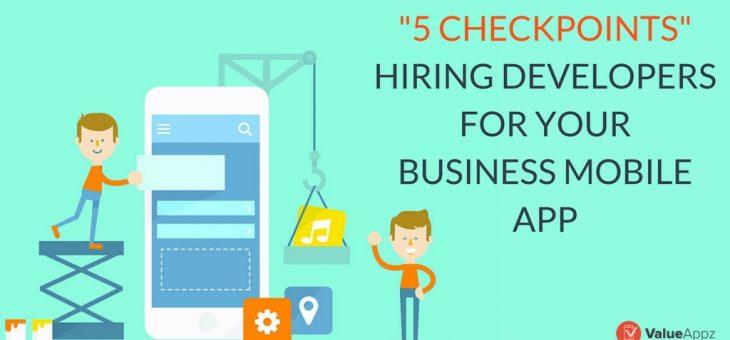 "5 CHECKPOINTS"
HIRING DEVELOPERS
FOR YOUR
BUSINESS MOBILE
APP
ValueAppz